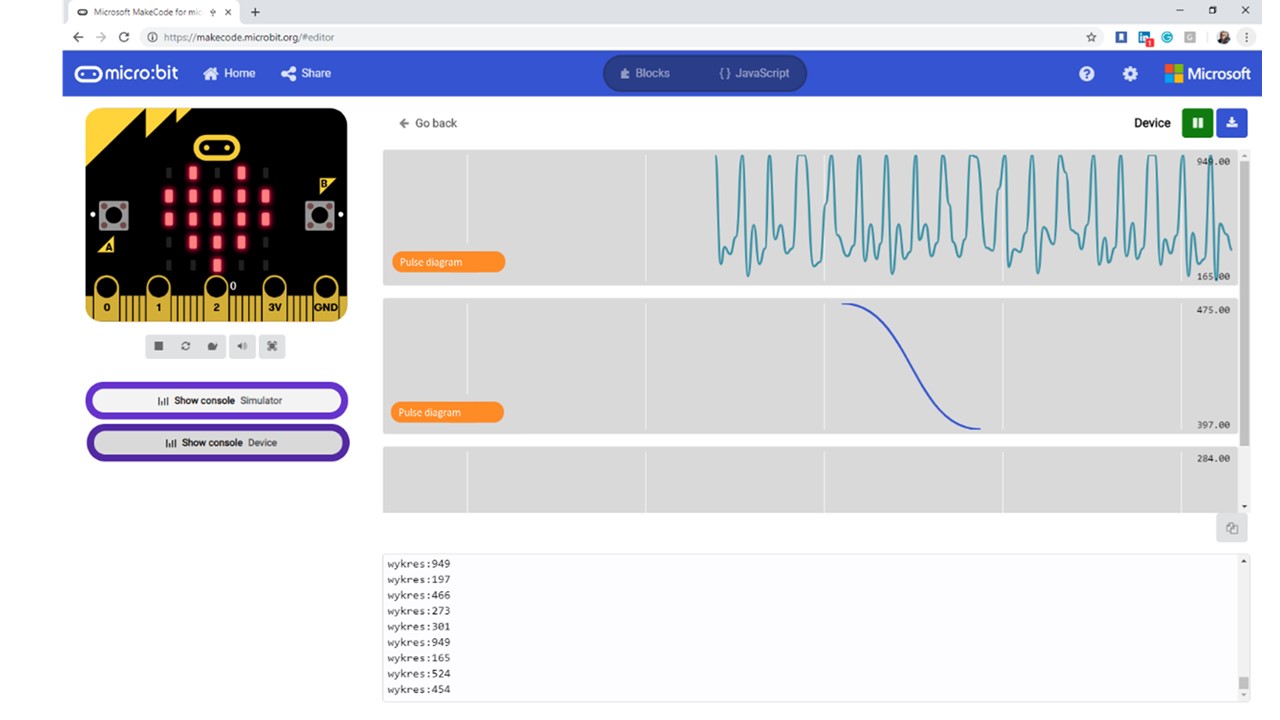 Microsoft MakeCode for mic
https://makecode.microbit.org/#editor
1
micro:bit Home Share Blocks {} JavaScript ? Microsoft
Go back Device
B
A
0
0 1 2 3V GND
949.00
Pulse diagram
165.00
475.00
Pulse diagram
397.00
284.00
Show console Simulator
Show console Device
wykres:949
wykres:197
wykres:466
wykres:273
wykres:301
wykres:949
wykres:165
wykres:524
wykres:454